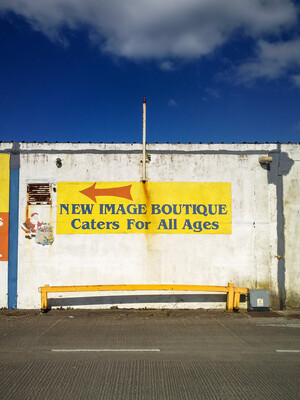 NEW IMAGE BOUTIQUE
Caters For All Ages